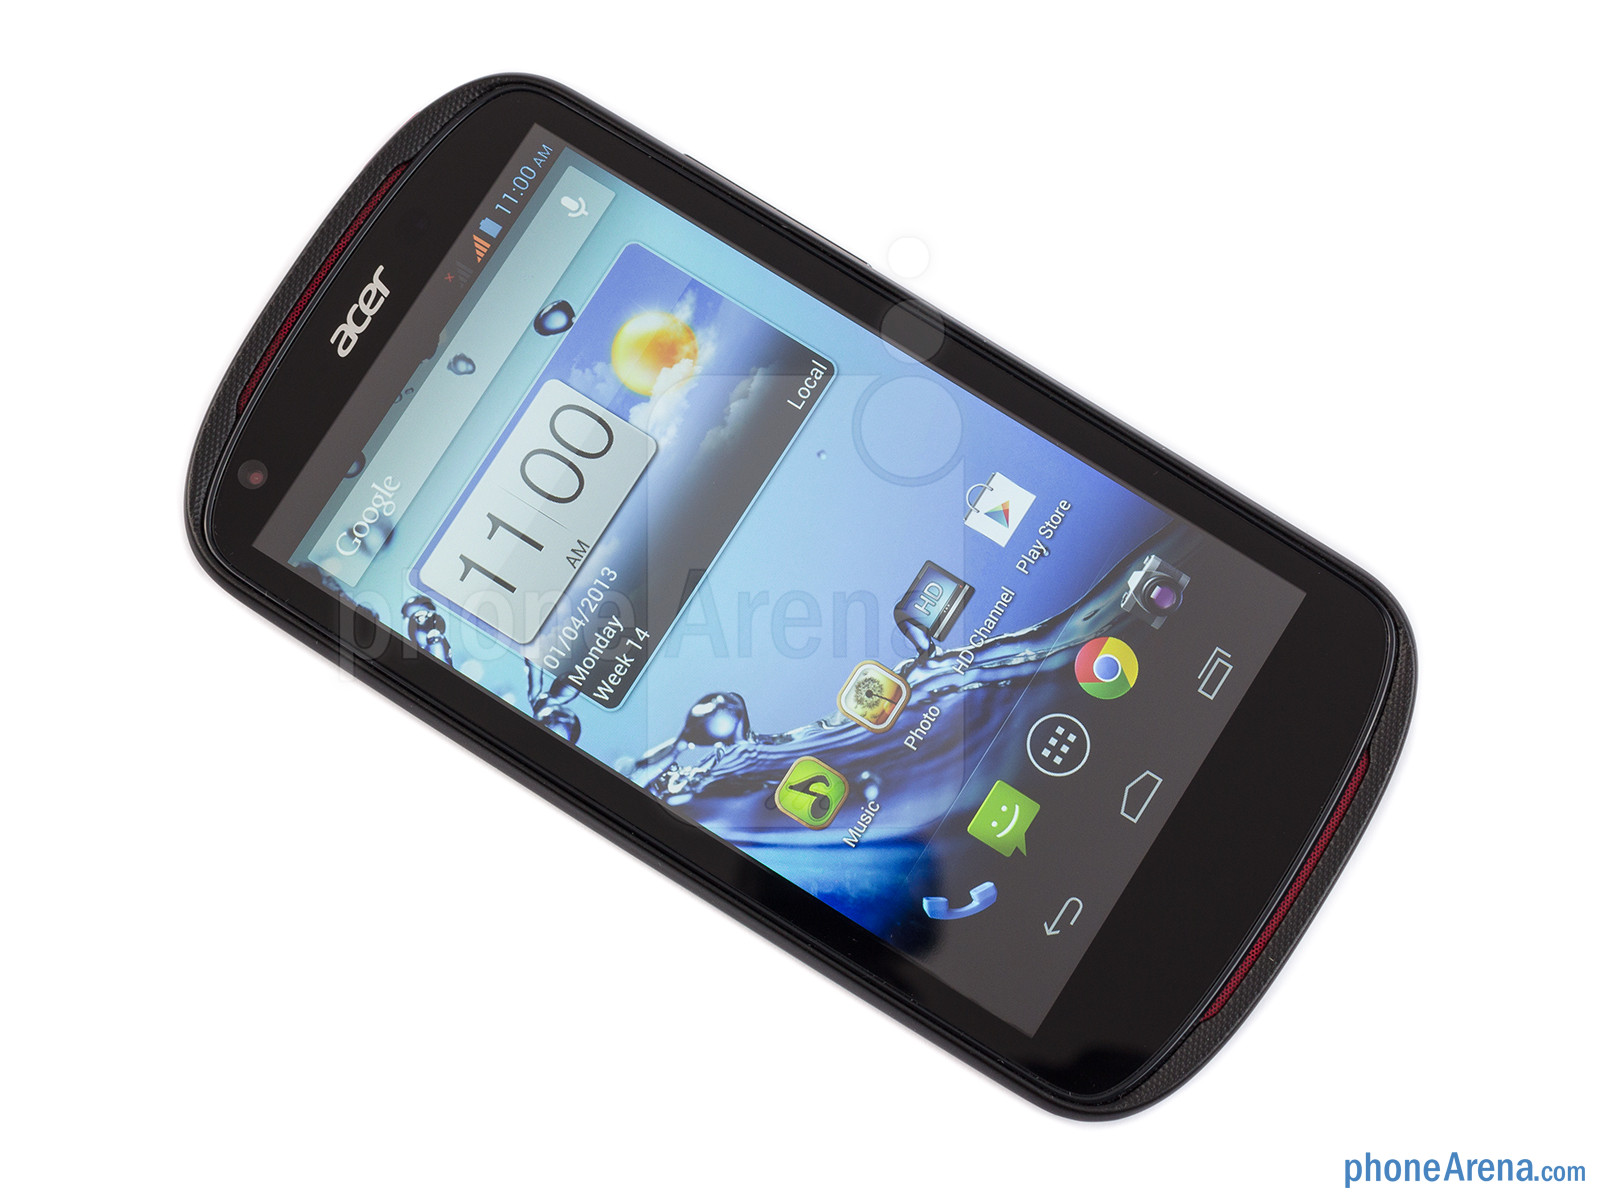 acer
11:00 AM
Google
Local
11 00
AM
01/04/2013
Monday
Week 14
Play Store
HD
HD Channel
Photo
Music
phoneArena
phoneArena.com